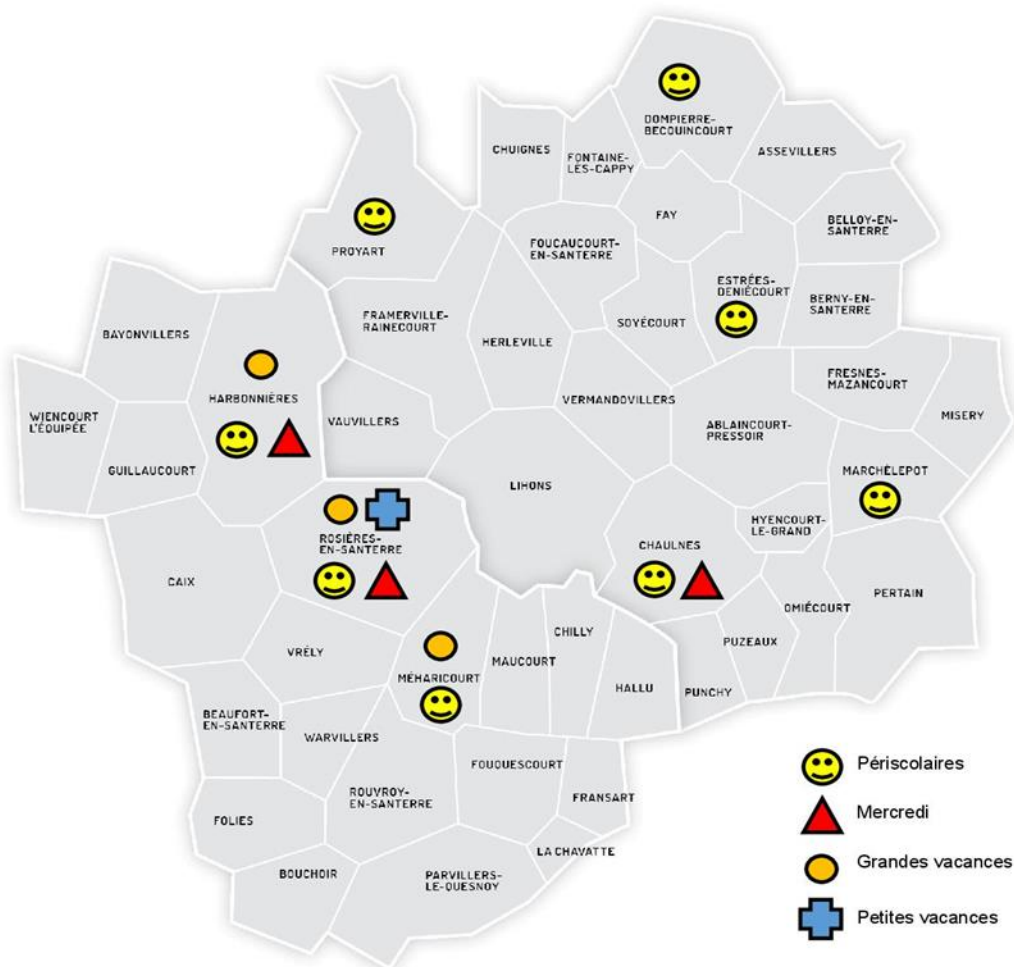 DOMPIERRE-
BECQUINCOURT
CHUIGNES
FONTAINE-
LÈS-CAPPY
ASSEVILLERS
FAY
BELLOY-EN-
SANTERRE
PROYART
FOUCAUCOURT-
EN-SANTERRE
ESTRÉES-
DENIÉCOURT
BERNY-EN-
SANTERRE
FRAMERVILLE-
RAINECOURT
SOYÉCOURT
BAYONVILLERS
HERLEVILLE
FRESNES-
MAZANCOURT
HARBONNIÈRES
VERMANDOVILLERS
WIENCOURT
L'ÉQUIPÉE
VAUVILLERS
ABLAINCOURT-
PRESSOIR
MISERY
GUILLAUCOURT
MARCHÉLEPOT
LIHONS
ROSIÈRES-
EN-SANTERRE
HYENCOURT-
LE-GRAND
CHAULNES
CAIX
PERTAIN
OMIÉCOURT
CHILLY
PUZEAUX
VRÉLY
MAUCOURT
MÉHARICOURT
HALLU
PUNCHY
BEAUFORT-
EN-SANTERRE
WARVILLERS
FOUQUESCOURT
ROUVROY-
EN-SANTERRE
FRANSART
FOLIES
LA CHAVATTE
BOUCHOIR
PARVILLERS-
LE-QUESNOY
Périscolaires
Mercredi
Grandes vacances
Petites vacances